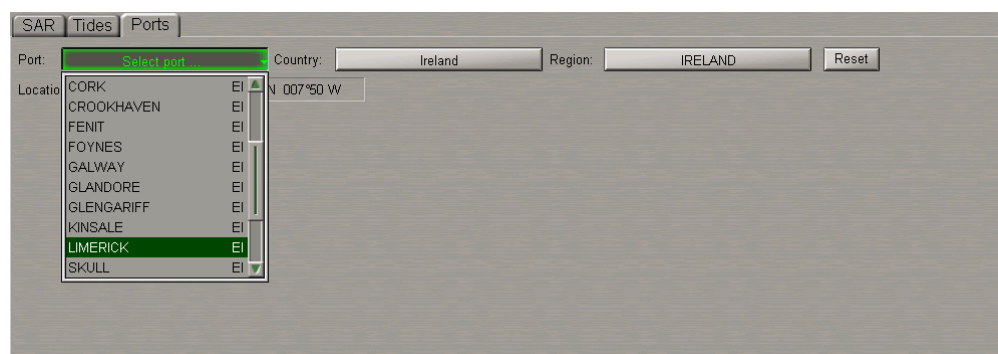 SAR Tides Ports
Port: Select port ... Country: Ireland Region: IRELAND Reset
Locatio N 007°50 W
CORK EI
CROOKHAVEN EI
FENIT EI
FOYNES EI
GALWAY EI
GLANDORE EI
GLENGARIFF EI
KINSALE EI
LIMERICK EI
SKULL EI